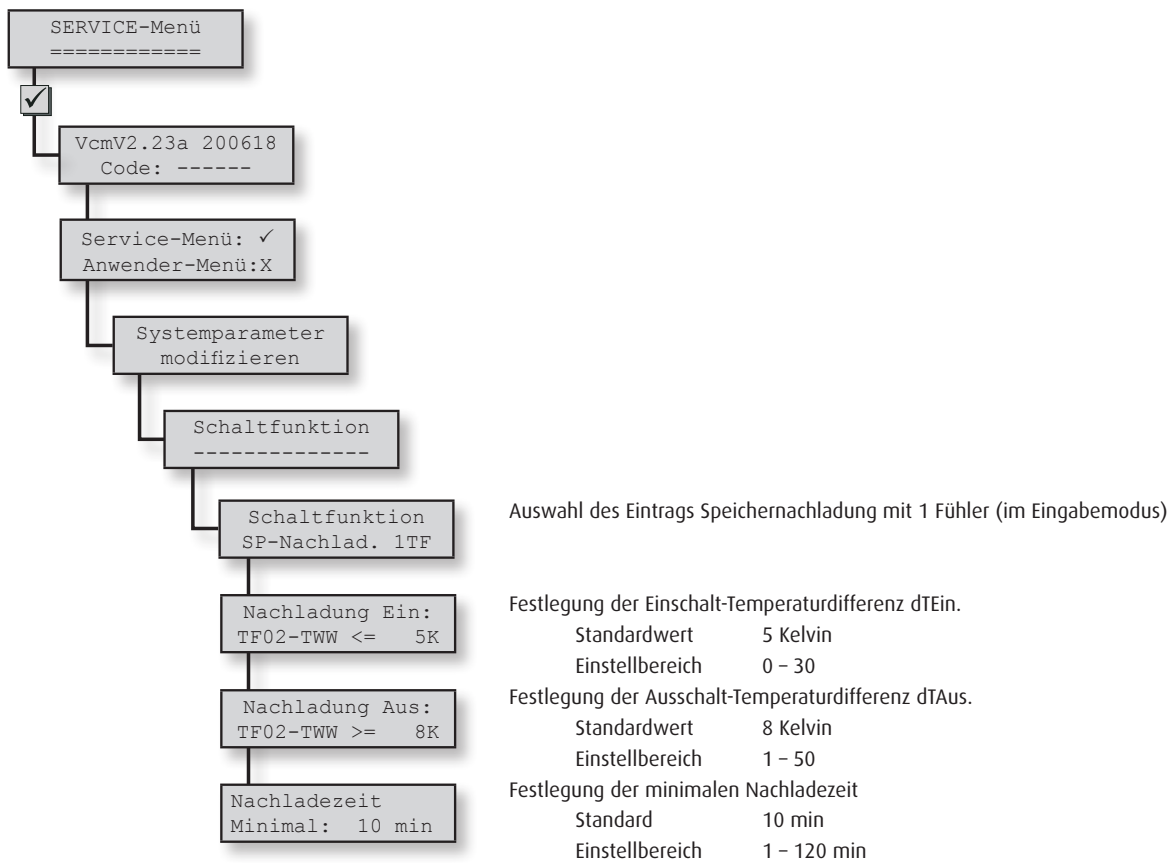 SERVICE-Menü
============
✓
VcmV2.23a 200618
Code: ------
Service-Menü: ✓
Anwender-Menü:X
Systemparameter
modifizieren
Schaltfunktion
--------------
Schaltfunktion
SP-Nachlad. 1TF
Auswahl des Eintrags Speichernachladung mit 1 Fühler (im Eingabemodus)
Nachladung Ein:
TF02-TWW <= 5K
Festlegung der Einschalt-Temperaturdifferenz dTEin.
Standardwert 5 Kelvin
Einstellbereich 0 – 30
Nachladung Aus:
TF02-TWW >= 8K
Festlegung der Ausschalt-Temperaturdifferenz dTAus.
Standardwert 8 Kelvin
Einstellbereich 1 – 50
Nachladezeit
Minimal: 10 min
Festlegung der minimalen Nachladezeit
Standard 10 min
Einstellbereich 1 – 120 min